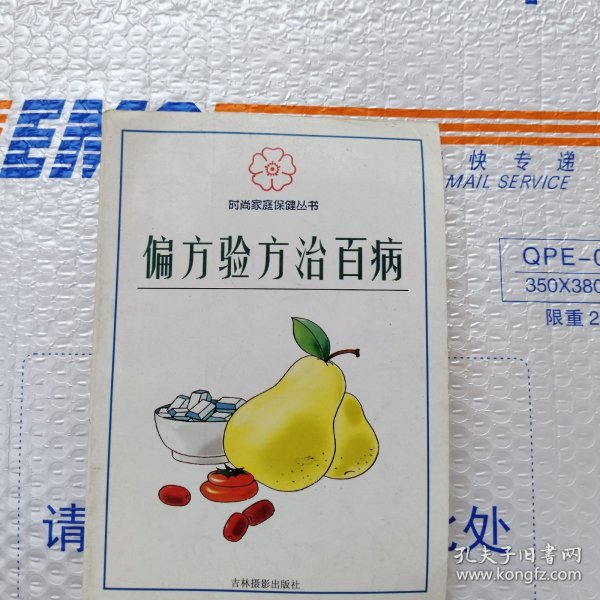 EMS
快专递
MAIL SERVICE
时尚家庭保健丛书
偏方验方治百病
QPE-0
350X380
限重2
请
此处
吉林摄影出版社
孔夫子旧书网
www.kongfz.com